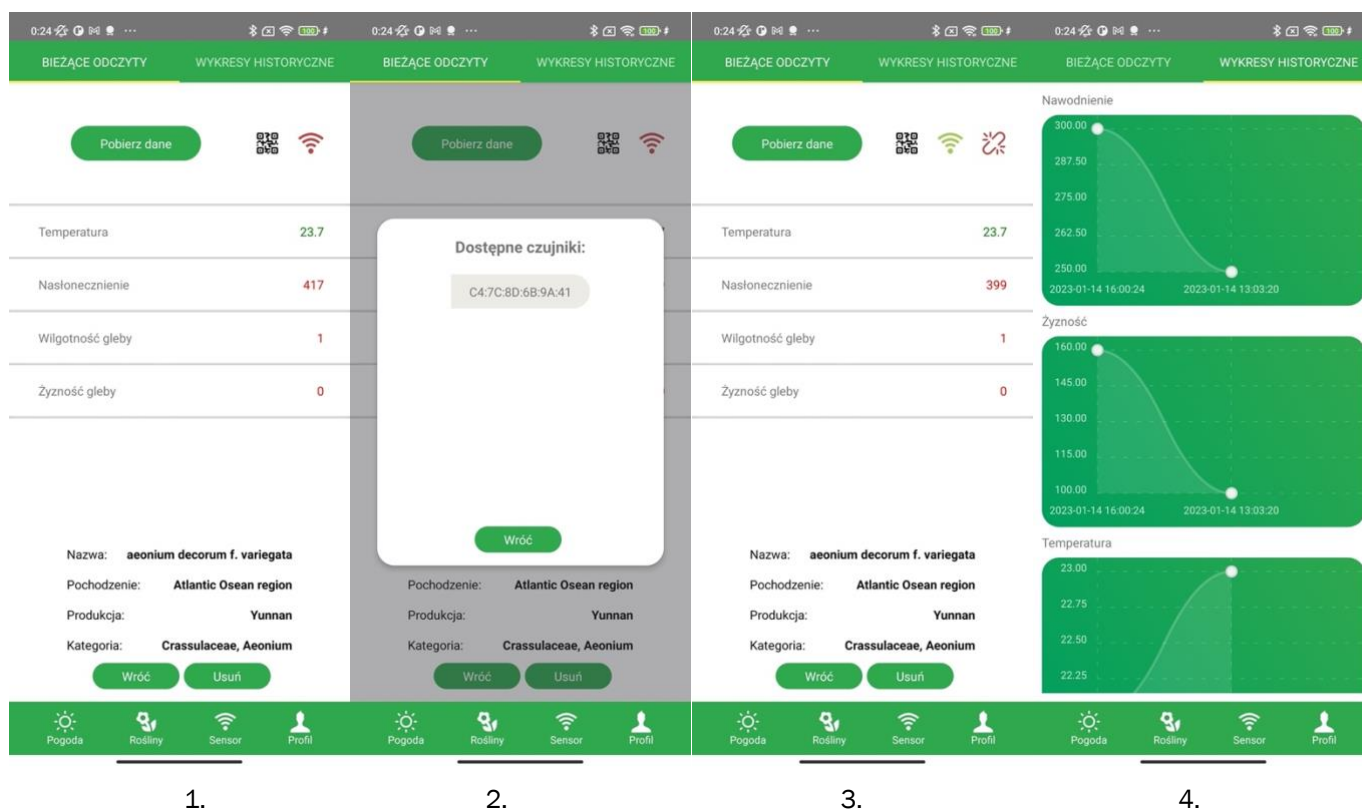 0:24 100
BIEŻĄCE ODCZYTY WYKRESY HISTORYCZNE
Pobierz dane
Temperatura 23.7
Nasłonecznienie 417
Wilgotność gleby 1
Żyzność gleby 0
Nazwa: aeonium decorum f. variegata
Pochodzenie: Atlantic Osean region
Produkcja: Yunnan
Kategoria: Crassulaceae, Aeonium
Wróć Usuń
Pogoda Rośliny Sensor Profil
1.
0:24 100
BIEŻĄCE ODCZYTY WYKRESY HISTORYCZNE
Pobierz dane
Dostępne czujniki:
C4:7C:8D:6B:9A:41
Wróć
Pochodzenie: Atlantic Osean region
Produkcja: Yunnan
Kategoria: Crassulaceae, Aeonium
Wróć Usuń
Pogoda Rośliny Sensor Profil
2.
0:24 100
BIEŻĄCE ODCZYTY WYKRESY HISTORYCZNE
Pobierz dane
Temperatura 23.7
Nasłonecznienie 399
Wilgotność gleby 1
Żyzność gleby 0
Nazwa: aeonium decorum f. variegata
Pochodzenie: Atlantic Osean region
Produkcja: Yunnan
Kategoria: Crassulaceae, Aeonium
Wróć Usuń
Pogoda Rośliny Sensor Profil
3.
0:24 100
BIEŻĄCE ODCZYTY WYKRESY HISTORYCZNE
Nawodnienie
300.00
287.50
275.00
262.50
250.00
2023-01-14 16:00:24 2023-01-14 13:03:20
Żyzność
160.00
145.00
130.00
115.00
100.00
2023-01-14 16:00:24 2023-01-14 13:03:20
Temperatura
23.00
22.75
22.50
22.25
Pogoda Rośliny Sensor Profil
4.